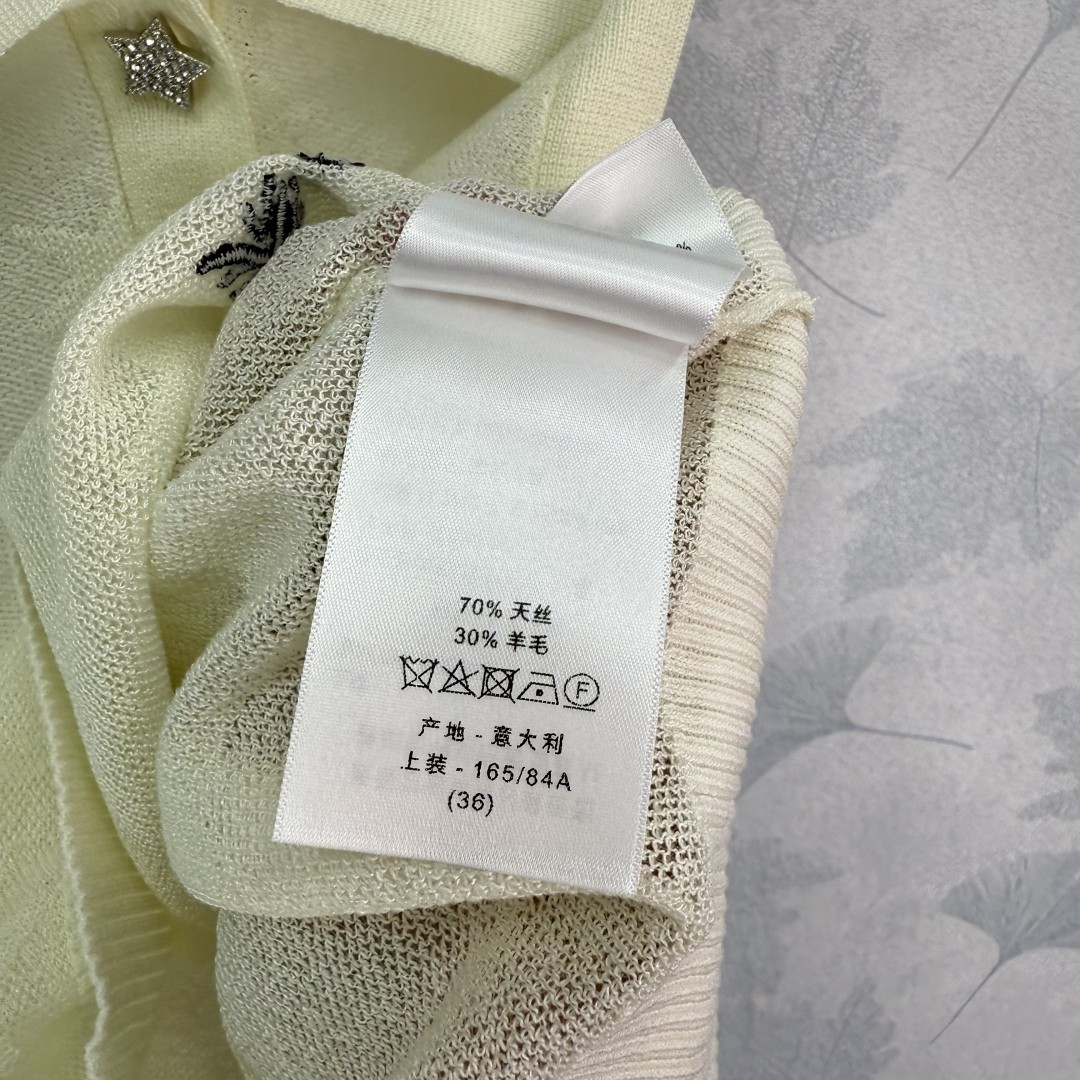 %
70% 天丝
30% 羊毛
F
产地 - 意大利
上装 - 165/84A
(36)